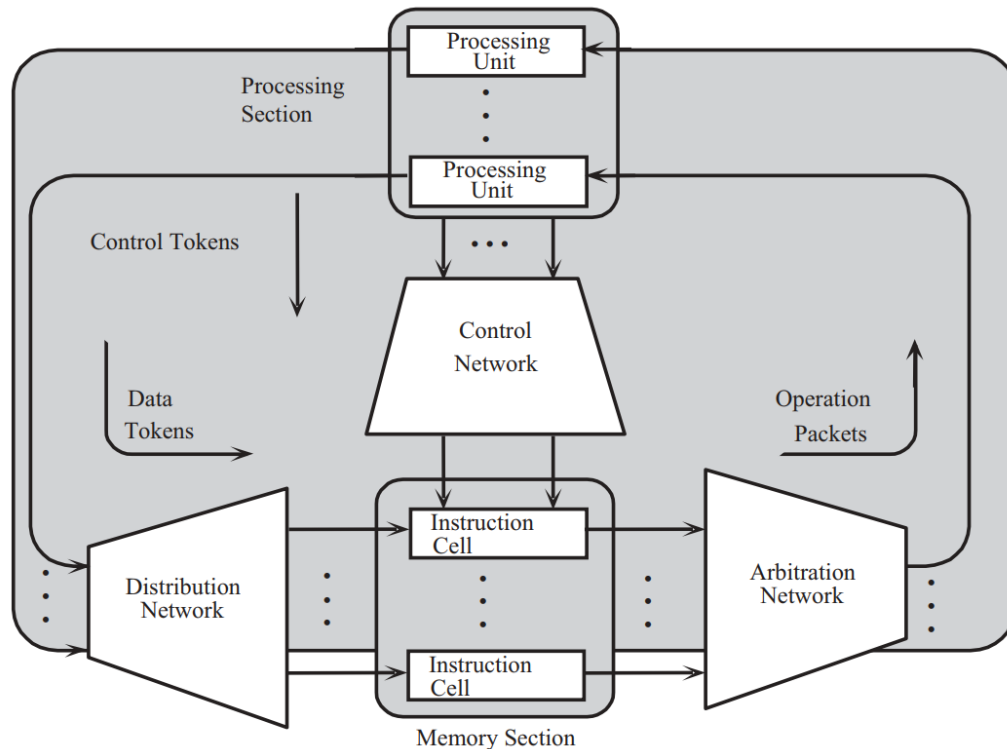 Processing
Unit
Processing
Section
Processing
Unit
Control Tokens
Control
Network
Data
Tokens
Operation
Packets
Instruction
Cell
Distribution
Network
Arbitration
Network
Instruction
Cell
Memory Section